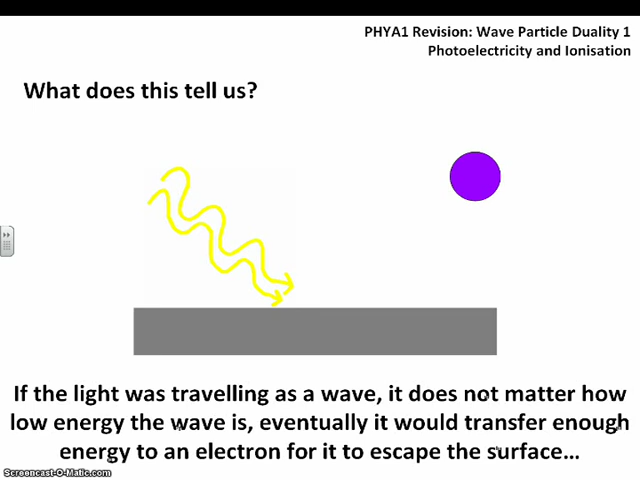 PHYA1 Revision: Wave Particle Duality 1
Photoelectricity and Ionisation
What does this tell us?
If the light was travelling as a wave, it does not matter how
low energy the wave is, eventually it would transfer enough
energy to an electron for it to escape the surface...
Screencast-O-Matic.com